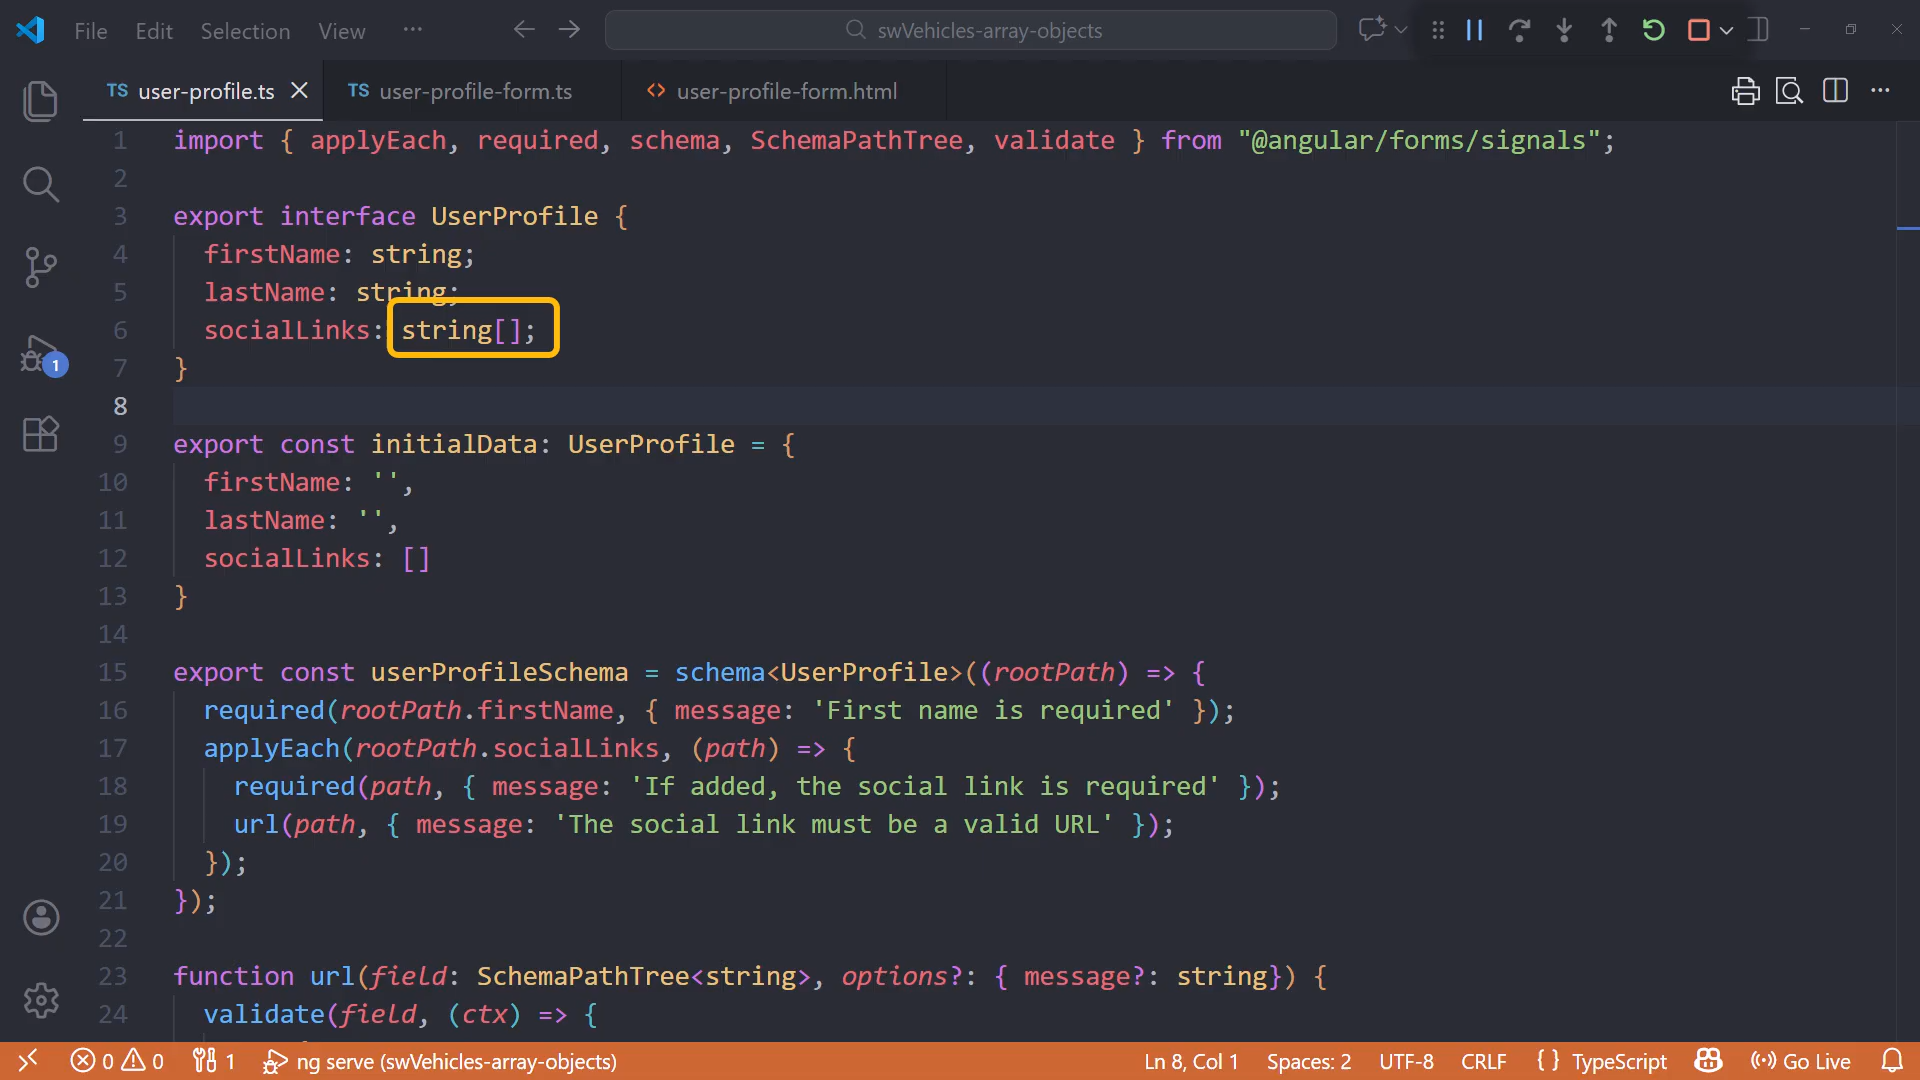 File Edit Selection View ··· swVehicles-array-objects
TS user-profile.ts TS user-profile-form.ts <> user-profile-form.html
1 import { applyEach, required, schema, SchemaPathTree, validate } from "@angular/forms/signals";
2
3 export interface UserProfile {
4 firstName: string;
5 lastName: string;
6 socialLinks: string[];
7 }
8
9 export const initialData: UserProfile = {
10 firstName: '',
11 lastName: '',
12 socialLinks: []
13 }
14
15 export const userProfileSchema = schema<UserProfile>((rootPath) => {
16 required(rootPath.firstName, { message: 'First name is required' });
17 applyEach(rootPath.socialLinks, (path) => {
18 required(path, { message: 'If added, the social link is required' });
19 url(path, { message: 'The social link must be a valid URL' });
20 });
21 });
22
23 function url(field: SchemaPathTree<string>, options?: { message?: string}) {
24 validate(field, (ctx) => {
1
0 0 1 ng serve (swVehicles-array-objects) Ln 8, Col 1 Spaces: 2 UTF-8 CRLF { } TypeScript Go Live